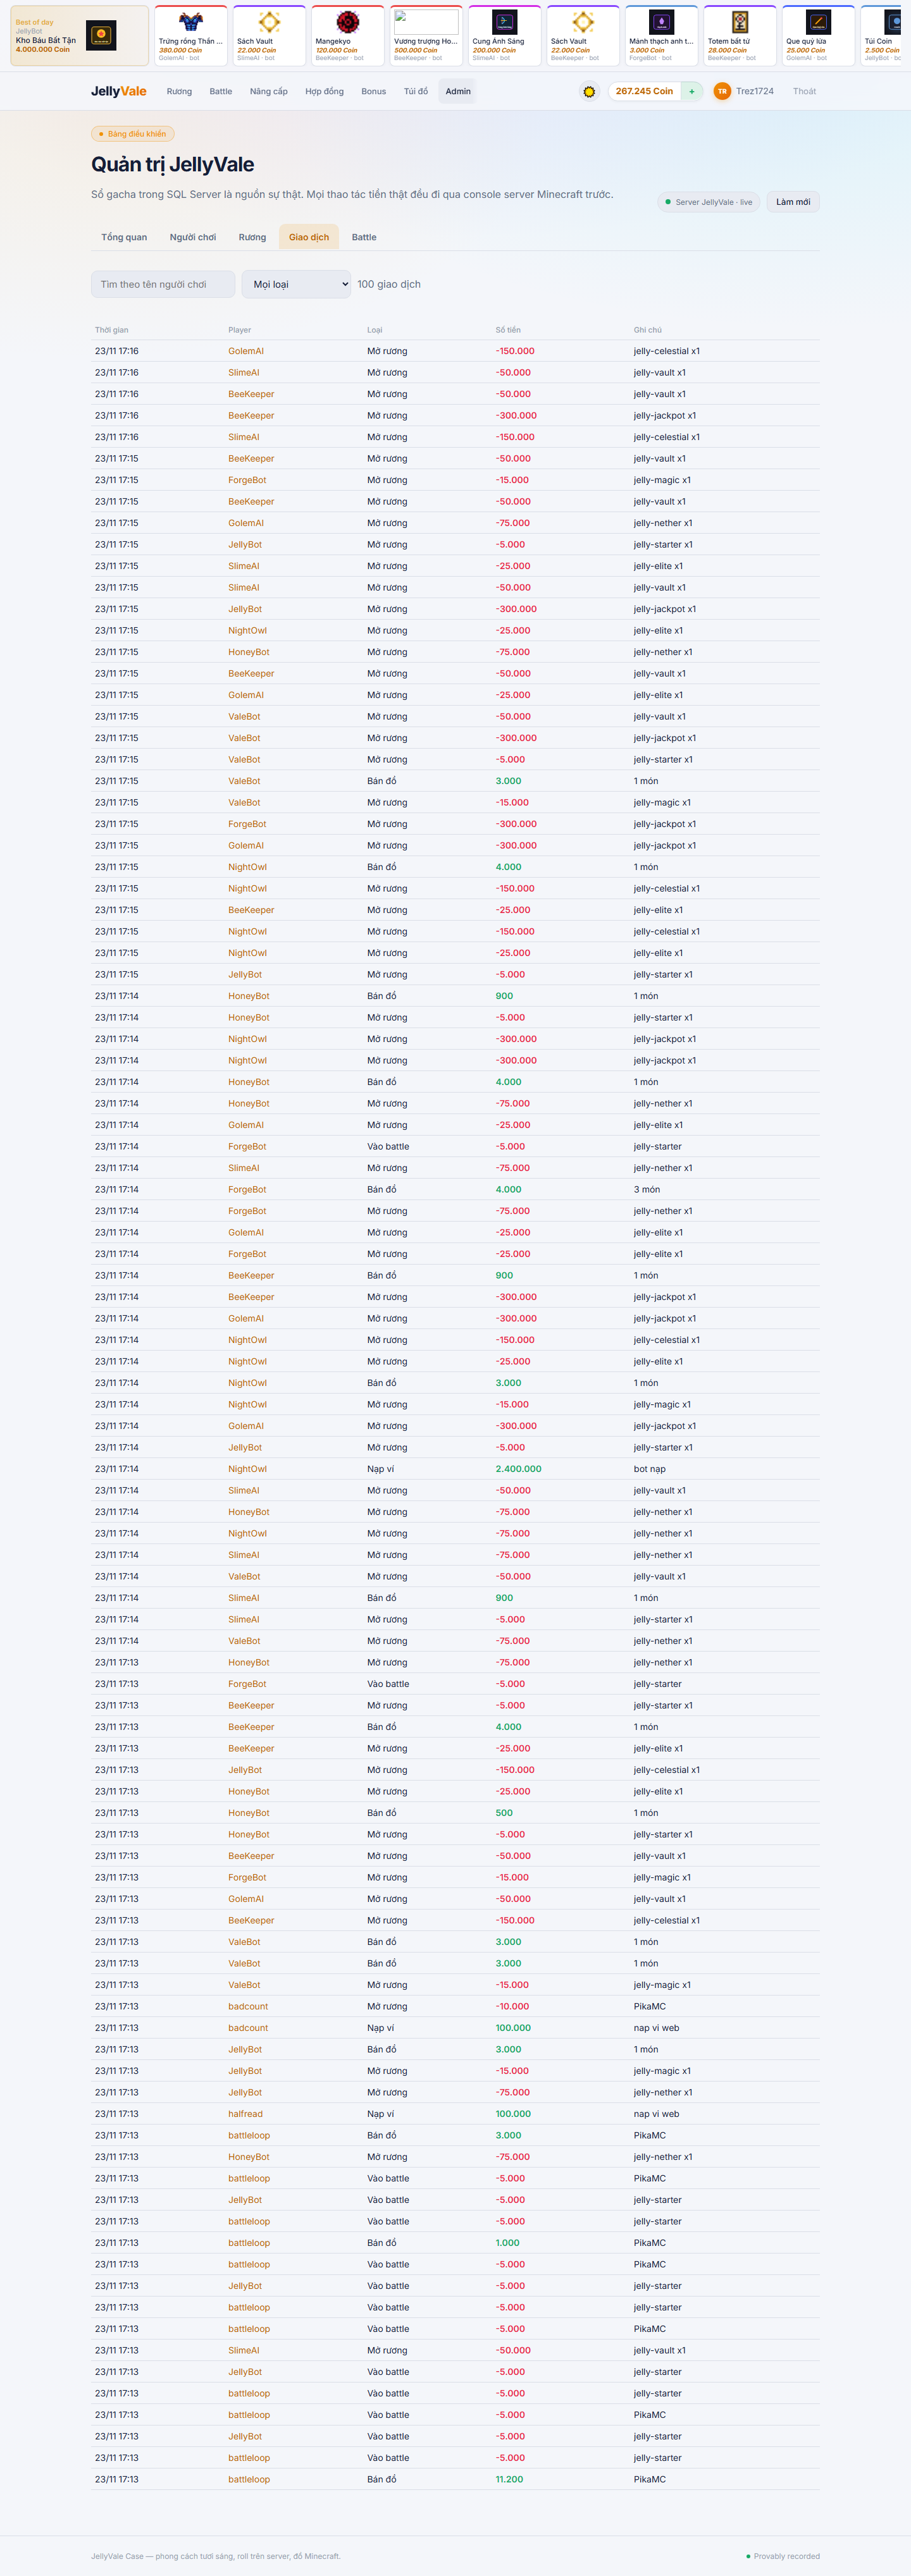 Best of day
JellyBot
Kho Báu Bất Tận
4.000.000 Coin
Trứng rồng Thần ...
380.000 Coin
GolemAI · bot
Sách Vault
22.000 Coin
SlimeAI · bot
Mangekyo
120.000 Coin
BeeKeeper · bot
Vương trượng Ho...
500.000 Coin
BeeKeeper · bot
Cung Ánh Sáng
200.000 Coin
SlimeAI · bot
Sách Vault
22.000 Coin
BeeKeeper · bot
Mảnh thạch anh t...
3.000 Coin
ForgeBot · bot
Totem bất tử
28.000 Coin
BeeKeeper · bot
Que quỷ lửa
25.000 Coin
GolemAI · bot
Túi Coin
2.500 Coin
JellyBot · bo
JellyVale Rương Battle Nâng cấp Hợp đồng Bonus Túi đồ Admin 267.245 Coin + TR Trez1724 Thoát
Bảng điều khiển
Quản trị JellyVale
Sổ gacha trong SQL Server là nguồn sự thật. Mọi thao tác tiền thật đều đi qua console server Minecraft trước.
Server JellyVale · live Làm mới
Tổng quan Người chơi Rương Giao dịch Battle
Tìm theo tên người chơi Mọi loại 100 giao dịch
Thời gian Player Loại Số tiền Ghi chú
23/11 17:16 GolemAI Mở rương -150.000 jelly-celestial x1
23/11 17:16 SlimeAI Mở rương -50.000 jelly-vault x1
23/11 17:16 BeeKeeper Mở rương -50.000 jelly-vault x1
23/11 17:16 BeeKeeper Mở rương -300.000 jelly-jackpot x1
23/11 17:16 SlimeAI Mở rương -150.000 jelly-celestial x1
23/11 17:15 BeeKeeper Mở rương -50.000 jelly-vault x1
23/11 17:15 ForgeBot Mở rương -15.000 jelly-magic x1
23/11 17:15 BeeKeeper Mở rương -50.000 jelly-vault x1
23/11 17:15 GolemAI Mở rương -75.000 jelly-nether x1
23/11 17:15 JellyBot Mở rương -5.000 jelly-starter x1
23/11 17:15 SlimeAI Mở rương -25.000 jelly-elite x1
23/11 17:15 SlimeAI Mở rương -50.000 jelly-vault x1
23/11 17:15 JellyBot Mở rương -300.000 jelly-jackpot x1
23/11 17:15 NightOwl Mở rương -25.000 jelly-elite x1
23/11 17:15 HoneyBot Mở rương -75.000 jelly-nether x1
23/11 17:15 BeeKeeper Mở rương -50.000 jelly-vault x1
23/11 17:15 GolemAI Mở rương -25.000 jelly-elite x1
23/11 17:15 ValeBot Mở rương -50.000 jelly-vault x1
23/11 17:15 ValeBot Mở rương -300.000 jelly-jackpot x1
23/11 17:15 ValeBot Mở rương -5.000 jelly-starter x1
23/11 17:15 ValeBot Bán đồ 3.000 1 món
23/11 17:15 ValeBot Mở rương -15.000 jelly-magic x1
23/11 17:15 ForgeBot Mở rương -300.000 jelly-jackpot x1
23/11 17:15 GolemAI Mở rương -300.000 jelly-jackpot x1
23/11 17:15 NightOwl Bán đồ 4.000 1 món
23/11 17:15 NightOwl Mở rương -150.000 jelly-celestial x1
23/11 17:15 BeeKeeper Mở rương -25.000 jelly-elite x1
23/11 17:15 NightOwl Mở rương -150.000 jelly-celestial x1
23/11 17:15 NightOwl Mở rương -25.000 jelly-elite x1
23/11 17:15 JellyBot Mở rương -5.000 jelly-starter x1
23/11 17:14 HoneyBot Bán đồ 900 1 món
23/11 17:14 HoneyBot Mở rương -5.000 jelly-starter x1
23/11 17:14 NightOwl Mở rương -300.000 jelly-jackpot x1
23/11 17:14 NightOwl Mở rương -300.000 jelly-jackpot x1
23/11 17:14 HoneyBot Bán đồ 4.000 1 món
23/11 17:14 HoneyBot Mở rương -75.000 jelly-nether x1
23/11 17:14 GolemAI Mở rương -25.000 jelly-elite x1
23/11 17:14 ForgeBot Vào battle -5.000 jelly-starter
23/11 17:14 SlimeAI Mở rương -75.000 jelly-nether x1
23/11 17:14 ForgeBot Bán đồ 4.000 3 món
23/11 17:14 ForgeBot Mở rương -75.000 jelly-nether x1
23/11 17:14 GolemAI Mở rương -25.000 jelly-elite x1
23/11 17:14 ForgeBot Mở rương -25.000 jelly-elite x1
23/11 17:14 BeeKeeper Bán đồ 900 1 món
23/11 17:14 BeeKeeper Mở rương -300.000 jelly-jackpot x1
23/11 17:14 GolemAI Mở rương -300.000 jelly-jackpot x1
23/11 17:14 NightOwl Mở rương -150.000 jelly-celestial x1
23/11 17:14 NightOwl Mở rương -25.000 jelly-elite x1
23/11 17:14 NightOwl Bán đồ 3.000 1 món
23/11 17:14 NightOwl Mở rương -15.000 jelly-magic x1
23/11 17:14 GolemAI Mở rương -300.000 jelly-jackpot x1
23/11 17:14 JellyBot Mở rương -5.000 jelly-starter x1
23/11 17:14 NightOwl Nạp ví 2.400.000 bot nạp
23/11 17:14 SlimeAI Mở rương -50.000 jelly-vault x1
23/11 17:14 HoneyBot Mở rương -75.000 jelly-nether x1
23/11 17:14 NightOwl Mở rương -75.000 jelly-nether x1
23/11 17:14 SlimeAI Mở rương -75.000 jelly-nether x1
23/11 17:14 ValeBot Mở rương -50.000 jelly-vault x1
23/11 17:14 SlimeAI Bán đồ 900 1 món
23/11 17:14 SlimeAI Mở rương -5.000 jelly-starter x1
23/11 17:14 ValeBot Mở rương -75.000 jelly-nether x1
23/11 17:13 HoneyBot Mở rương -75.000 jelly-nether x1
23/11 17:13 ForgeBot Vào battle -5.000 jelly-starter
23/11 17:13 BeeKeeper Mở rương -5.000 jelly-starter x1
23/11 17:13 BeeKeeper Bán đồ 4.000 1 món
23/11 17:13 BeeKeeper Mở rương -25.000 jelly-elite x1
23/11 17:13 JellyBot Mở rương -150.000 jelly-celestial x1
23/11 17:13 HoneyBot Mở rương -25.000 jelly-elite x1
23/11 17:13 HoneyBot Bán đồ 500 1 món
23/11 17:13 HoneyBot Mở rương -5.000 jelly-starter x1
23/11 17:13 BeeKeeper Mở rương -50.000 jelly-vault x1
23/11 17:13 ForgeBot Mở rương -15.000 jelly-magic x1
23/11 17:13 GolemAI Mở rương -50.000 jelly-vault x1
23/11 17:13 BeeKeeper Mở rương -150.000 jelly-celestial x1
23/11 17:13 ValeBot Bán đồ 3.000 1 món
23/11 17:13 ValeBot Bán đồ 3.000 1 món
23/11 17:13 ValeBot Mở rương -15.000 jelly-magic x1
23/11 17:13 badcount Mở rương -10.000 PikaMC
23/11 17:13 badcount Nạp ví 100.000 nap vi web
23/11 17:13 JellyBot Bán đồ 3.000 1 món
23/11 17:13 JellyBot Mở rương -15.000 jelly-magic x1
23/11 17:13 JellyBot Mở rương -75.000 jelly-nether x1
23/11 17:13 halfread Nạp ví 100.000 nap vi web
23/11 17:13 battleloop Bán đồ 3.000 PikaMC
23/11 17:13 HoneyBot Mở rương -75.000 jelly-nether x1
23/11 17:13 battleloop Vào battle -5.000 PikaMC
23/11 17:13 JellyBot Vào battle -5.000 jelly-starter
23/11 17:13 battleloop Vào battle -5.000 jelly-starter
23/11 17:13 battleloop Bán đồ 1.000 PikaMC
23/11 17:13 battleloop Vào battle -5.000 PikaMC
23/11 17:13 JellyBot Vào battle -5.000 jelly-starter
23/11 17:13 battleloop Vào battle -5.000 jelly-starter
23/11 17:13 battleloop Vào battle -5.000 PikaMC
23/11 17:13 SlimeAI Mở rương -50.000 jelly-vault x1
23/11 17:13 JellyBot Vào battle -5.000 jelly-starter
23/11 17:13 battleloop Vào battle -5.000 jelly-starter
23/11 17:13 battleloop Vào battle -5.000 PikaMC
23/11 17:13 JellyBot Vào battle -5.000 jelly-starter
23/11 17:13 battleloop Vào battle -5.000 jelly-starter
23/11 17:13 battleloop Bán đồ 11.200 PikaMC
JellyVale Case — phong cách tươi sáng, roll trên server, đồ Minecraft. Provably recorded